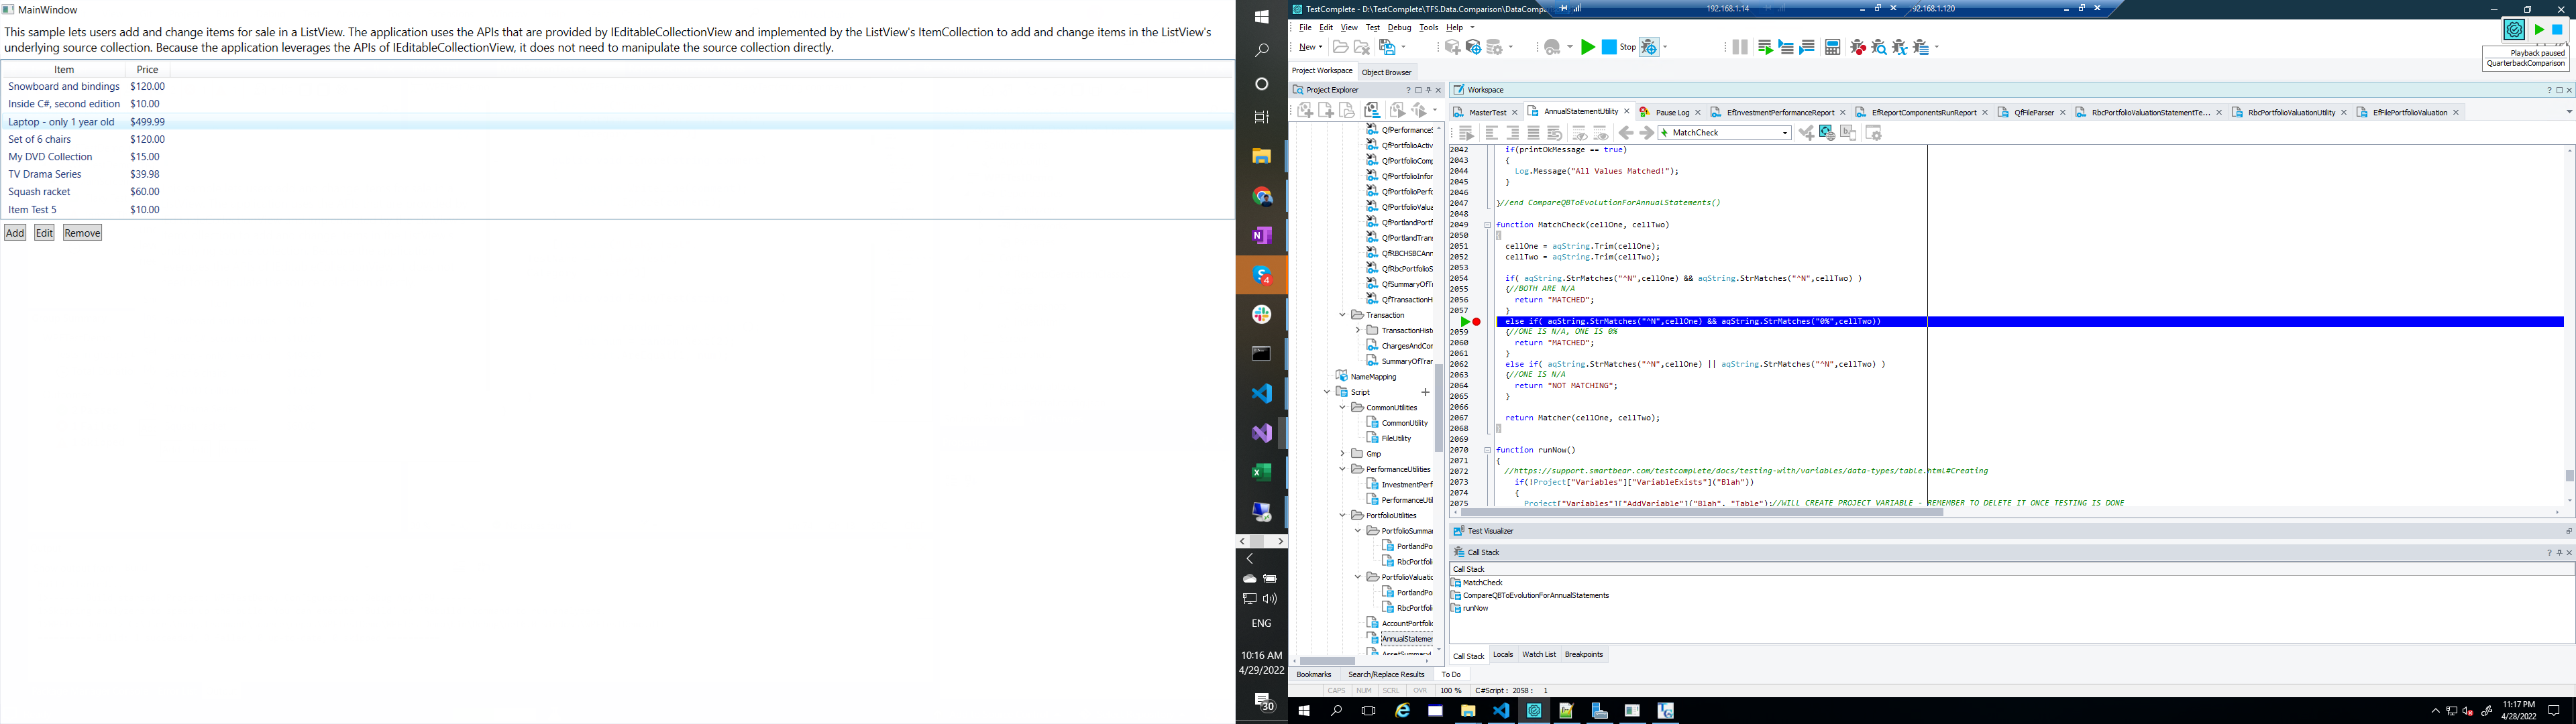 MainWindow
This sample lets users add and change items for sale in a ListView. The application uses the APIs that are provided by IEditableCollectionView and implemented by the ListView's ItemCollection to add and change items in the ListView's
underlying source collection. Because the application leverages the APIs of IEditableCollectionView, it does not need to manipulate the source collection directly.
Item Price
Snowboard and bindings $120.00
Inside C#, second edition $10.00
Laptop - only 1 year old $499.99
Set of 6 chairs $120.00
My DVD Collection $15.00
TV Drama Series $39.98
Squash racket $60.00
Item Test 5 $10.00
Add Edit Remove
4
ENG
10:16 AM
4/29/2022
30
TestComplete - D:\TestComplete\TFS.Data.Comparison\DataComp
192.168.1.14
192.168.1.120
File Edit View Test Debug Tools Help
New
Stop
Playback paused
QuarterbackComparison
Project Workspace Object Browser
Project Explorer
QfPerformance
QfPortfolioActiv
QfPortfolioComp
QfPortfolioInfor
QfPortfolioPerfo
QfPortfolioValua
QfPortlandPortf
QfPortlandTran
QfRBCHSBCAnn
QfRbcPortfolioS
QfSummaryOfTr
QfTransactionH
Transaction
TransactionHisto
ChargesAndCor
SummaryOfTrar
NameMapping
Script
CommonUtilities
CommonUtility
FileUtility
Gmp
PerformanceUtilities
InvestmentPerf
PerformanceUtil
PortfolioUtilities
PortfolioSummar
PortlandPo
RbcPortfoli
PortfolioValuatio
PortlandPo
RbcPortfoli
AccountPortfolio
AnnualStatemen
Bookmarks Search/Replace Results To Do
Workspace
MasterTest AnnualStatementUtility Pause Log EfInvestmentPerformanceReport EfReportComponentsRunReport QfFileParser RbcPortfolioValuationStatementTe... RbcPortfolioValuationUtility EfFilePortfolioValuation
MatchCheck
2042 if(printOkMessage == true)
2043 {
2044 Log.Message("All Values Matched!");
2045 }
2046
2047 }//end CompareQBToEvolutionForAnnualStatements()
2048
2049 function MatchCheck(cellOne, cellTwo)
2050 {
2051 cellOne = aqString.Trim(cellOne);
2052 cellTwo = aqString.Trim(cellTwo);
2053
2054 if( aqString.StrMatches("^N",cellOne) && aqString.StrMatches("^N",cellTwo) )
2055 {//BOTH ARE N/A
2056 return "MATCHED";
2057 }
else if( aqString.StrMatches("^N",cellOne) && aqString.StrMatches("0%",cellTwo))
2059 {//ONE IS N/A, ONE IS 0%
2060 return "MATCHED";
2061 }
2062 else if( aqString.StrMatches("^N",cellOne) || aqString.StrMatches("^N",cellTwo) )
2063 {//ONE IS N/A
2064 return "NOT MATCHING";
2065 }
2066
2067 return Matcher(cellOne, cellTwo);
2068 }
2069
2070 function runNow()
2071 {
2072 //https://support.smartbear.com/testcomplete/docs/testing-with/variables/data-types/table.html#Creating
2073 if(!Project["Variables"]["VariableExists"]("Blah"))
2074 {
2075 Project["Variables"]["AddVariable"]("Blah", "Table");//WILL CREATE PROJECT VARIABLE - REMEMBER TO DELETE IT ONCE TESTING IS DONE
Test Visualizer
Call Stack
Call Stack
MatchCheck
CompareQBToEvolutionForAnnualStatements
runNow
Call Stack Locals Watch List Breakpoints
CAPS NUM SCRL OVR 100 % C#Script : 2058 : 1
11:17 PM
4/28/2022